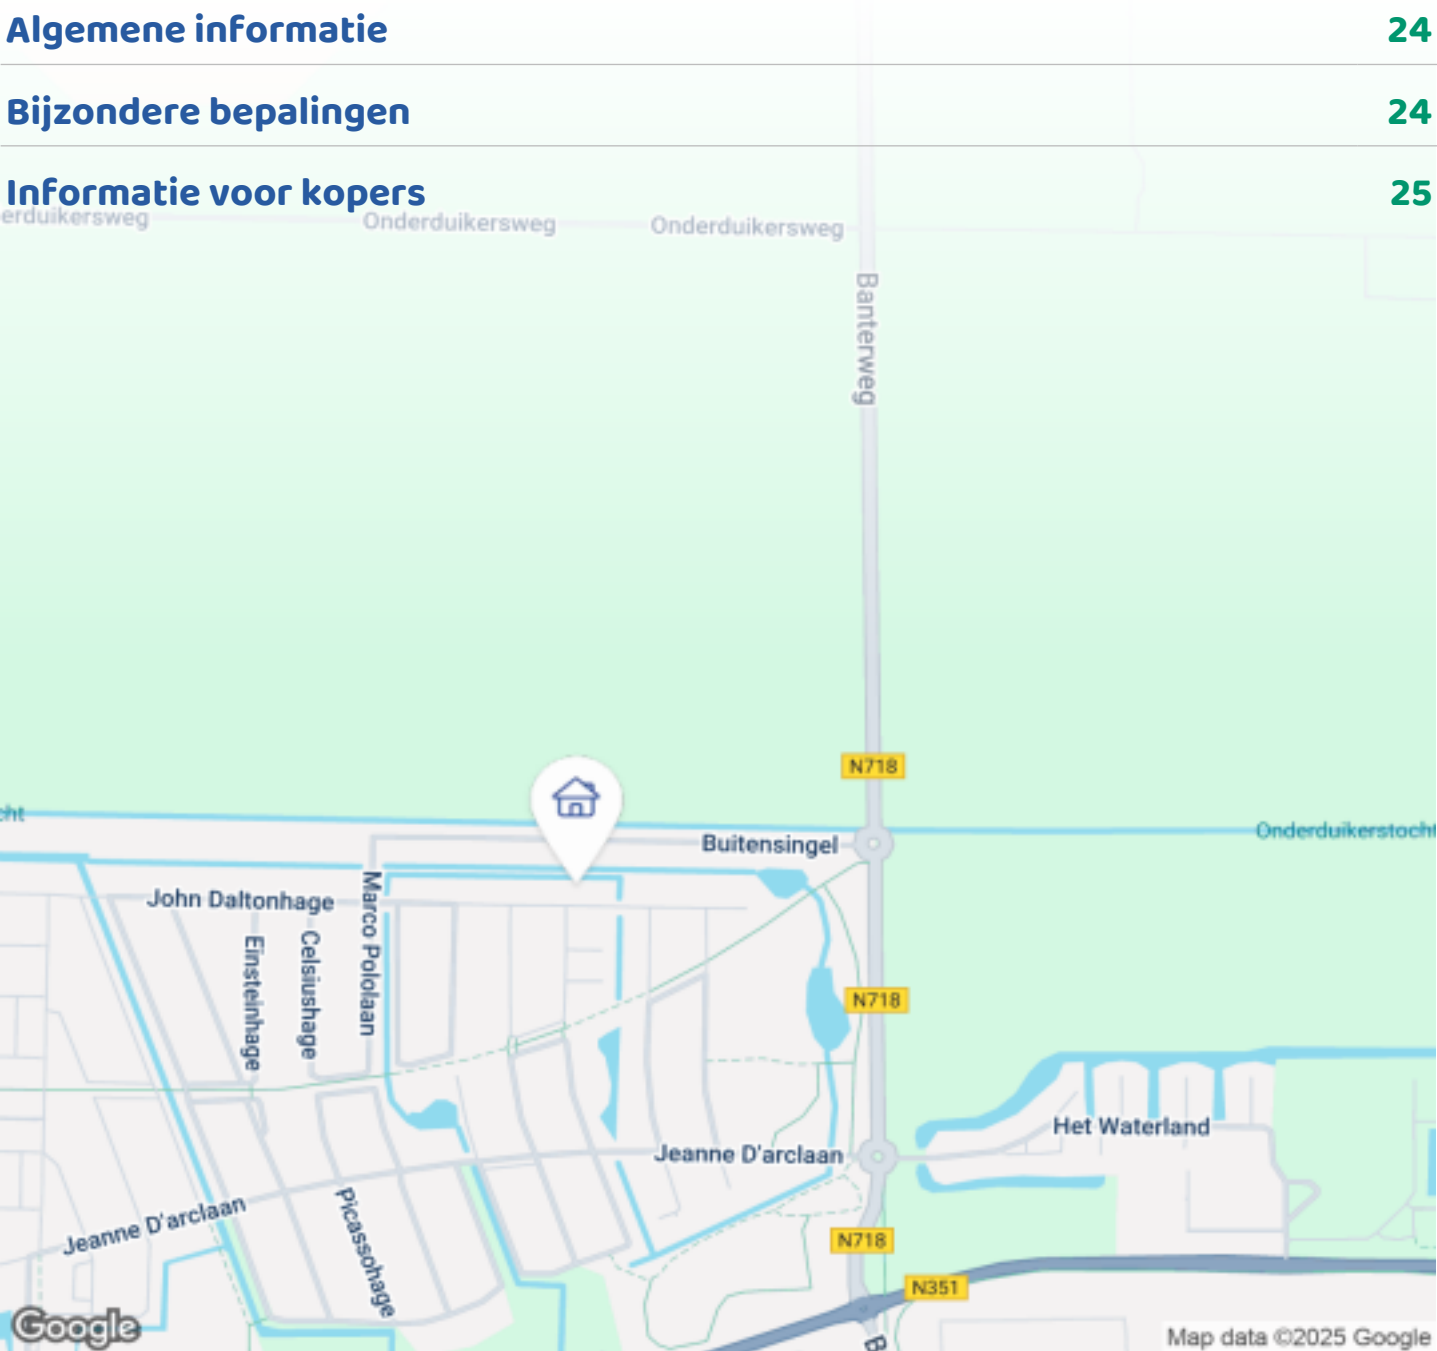 Algemene informatie 24
Bijzondere bepalingen 24
Informatie voor kopers 25
erduikersweg
Onderduikersweg
Onderduikersweg
Banterweg
N718
cht
Onderduikerstocht
Buitensingel
John Daltonhage
Marco Pololaan
Einsteinhage
Celsiushage
N718
Het Waterland
Jeanne D'arclaan
Jeanne D'arclaan
Picassohage
N718
N351
B
Google
Map data ©2025 Google